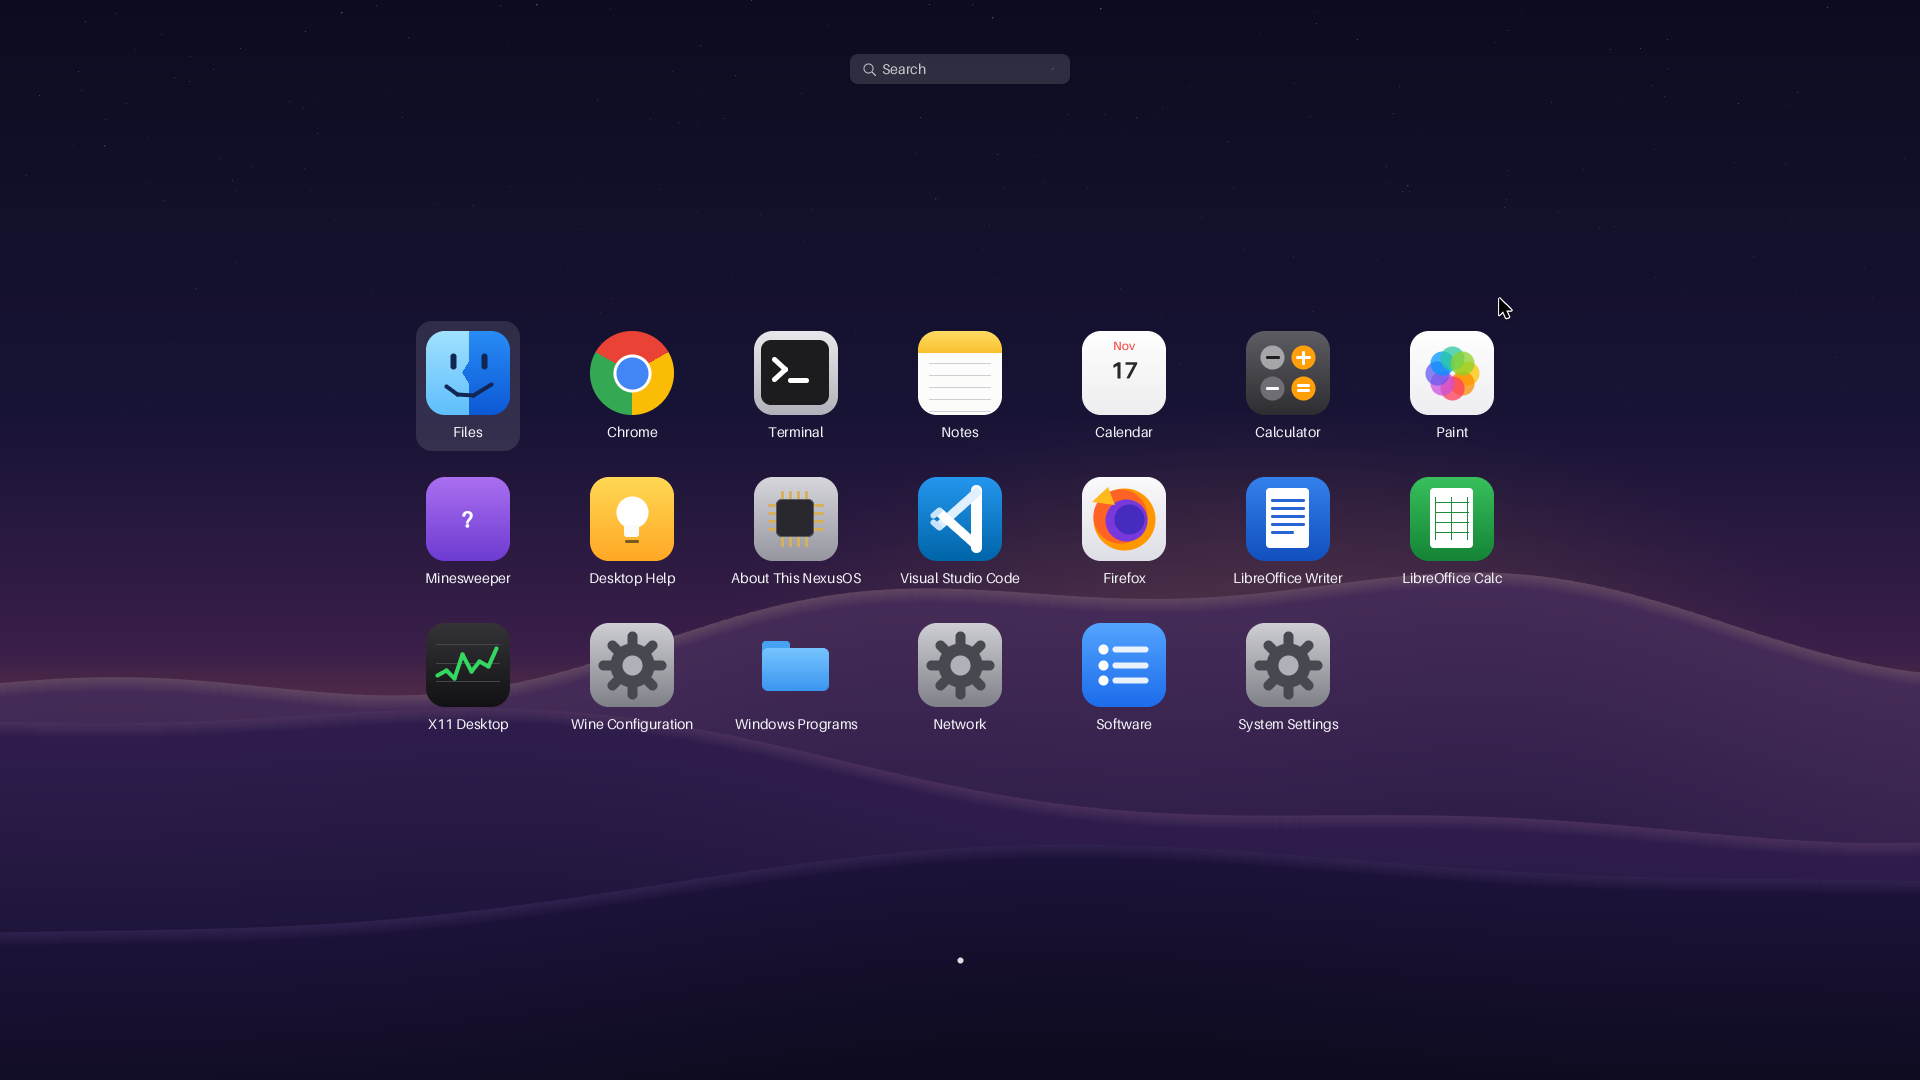 Search
Files
Chrome
Terminal
Notes
Nov
17
Calendar
Calculator
Paint
?
Minesweeper
Desktop Help
About This NexusOS
Visual Studio Code
Firefox
LibreOffice Writer
LibreOffice Calc
X11 Desktop
Wine Configuration
Windows Programs
Network
Software
System Settings